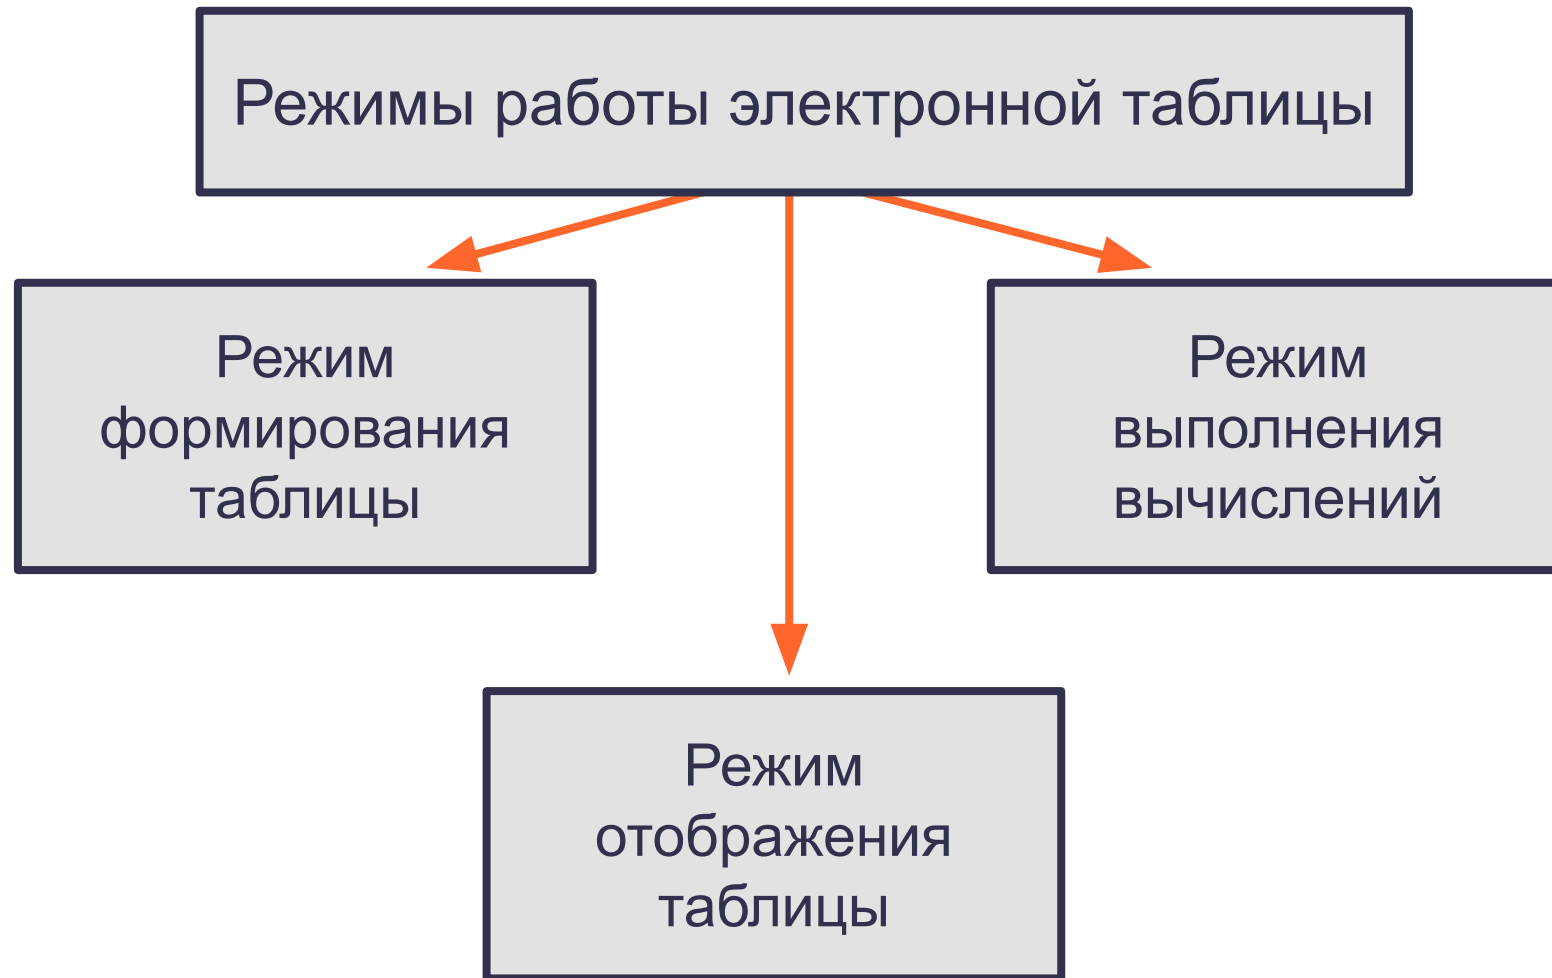 Режимы работы электронной таблицы
Режим
формирования
таблицы
Режим
выполнения
вычислений
Режим
отображения
таблицы